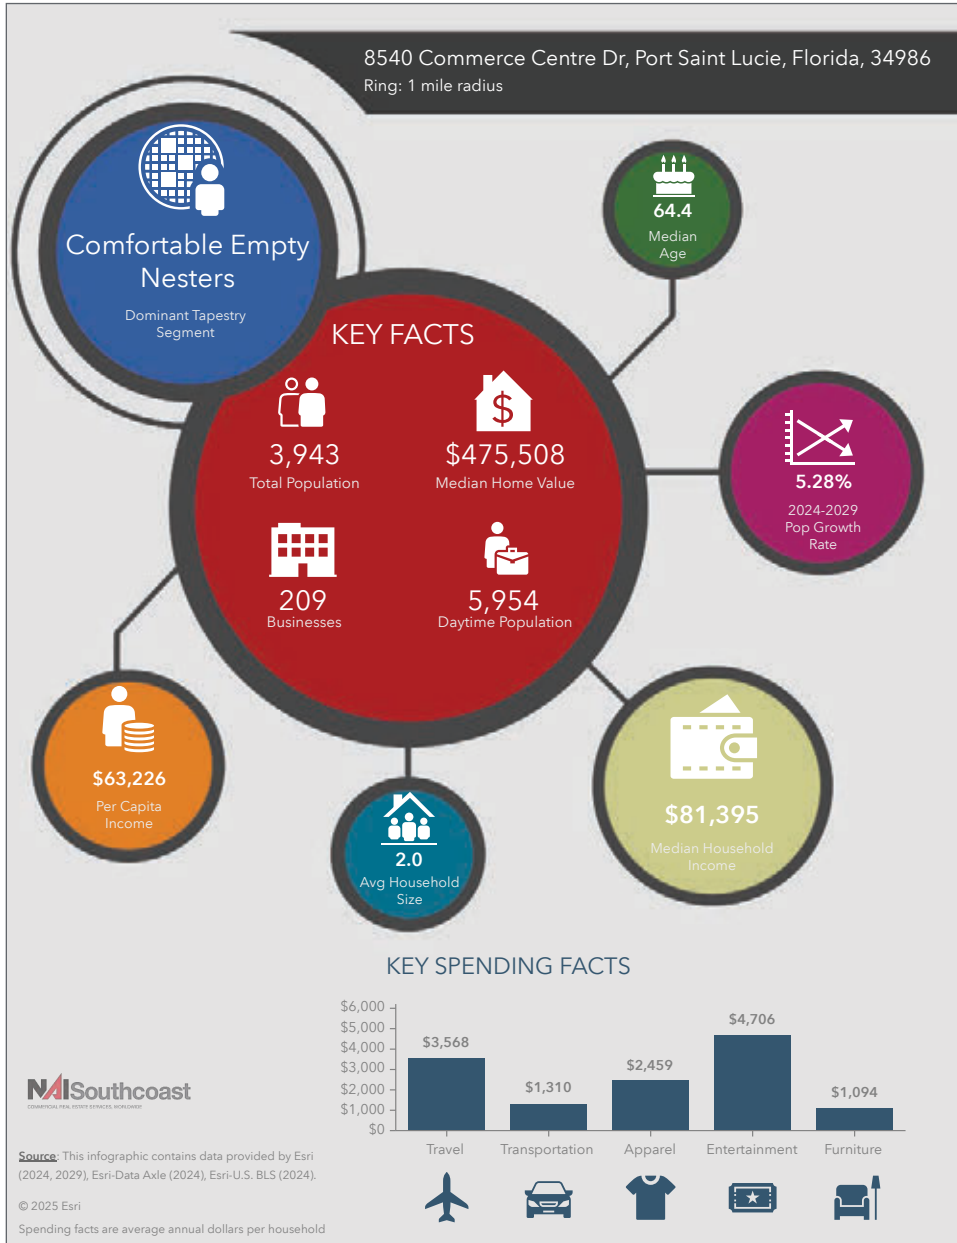 8540 Commerce Centre Dr, Port Saint Lucie, Florida, 34986
Ring: 1 mile radius
Comfortable Empty
Nesters
Dominant Tapestry
Segment
64.4
Median
Age
KEY FACTS
3,943
Total Population
$
$475,508
Median Home Value
209
Businesses
5,954
Daytime Population
5.28%
2024-2029
Pop Growth
Rate
$63,226
Per Capita
Income
2.0
Avg Household
Size
$81,395
Median Household
Income
KEY SPENDING FACTS
$6,000
$5,000
$4,000
$3,000
$2,000
$1,000
$0
$3,568
$1,310
$2,459
$4,706
$1,094
Travel
Transportation
Apparel
Entertainment
Furniture
NAISouthcoast
COMMERCIAL REAL ESTATE SERVICES, WORLDWIDE
Source: This infographic contains data provided by Esri
(2024, 2029), Esri-Data Axle (2024), Esri-U.S. BLS (2024).
© 2025 Esri
Spending facts are average annual dollars per household